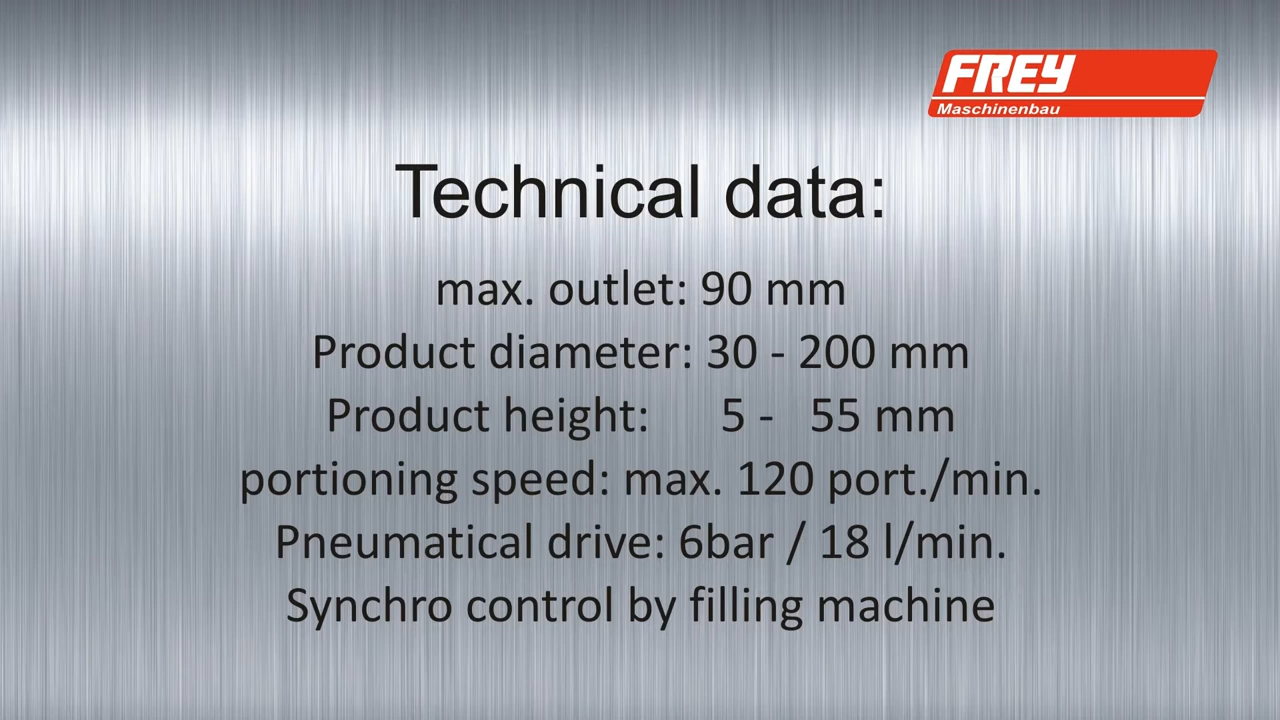 FREY
Maschinenbau
Technical data:
max. outlet: 90 mm
Product diameter: 30 - 200 mm
Product height: 5 - 55 mm
portioning speed: max. 120 port./min.
Pneumatical drive: 6bar / 18 l/min.
Synchro control by filling machine